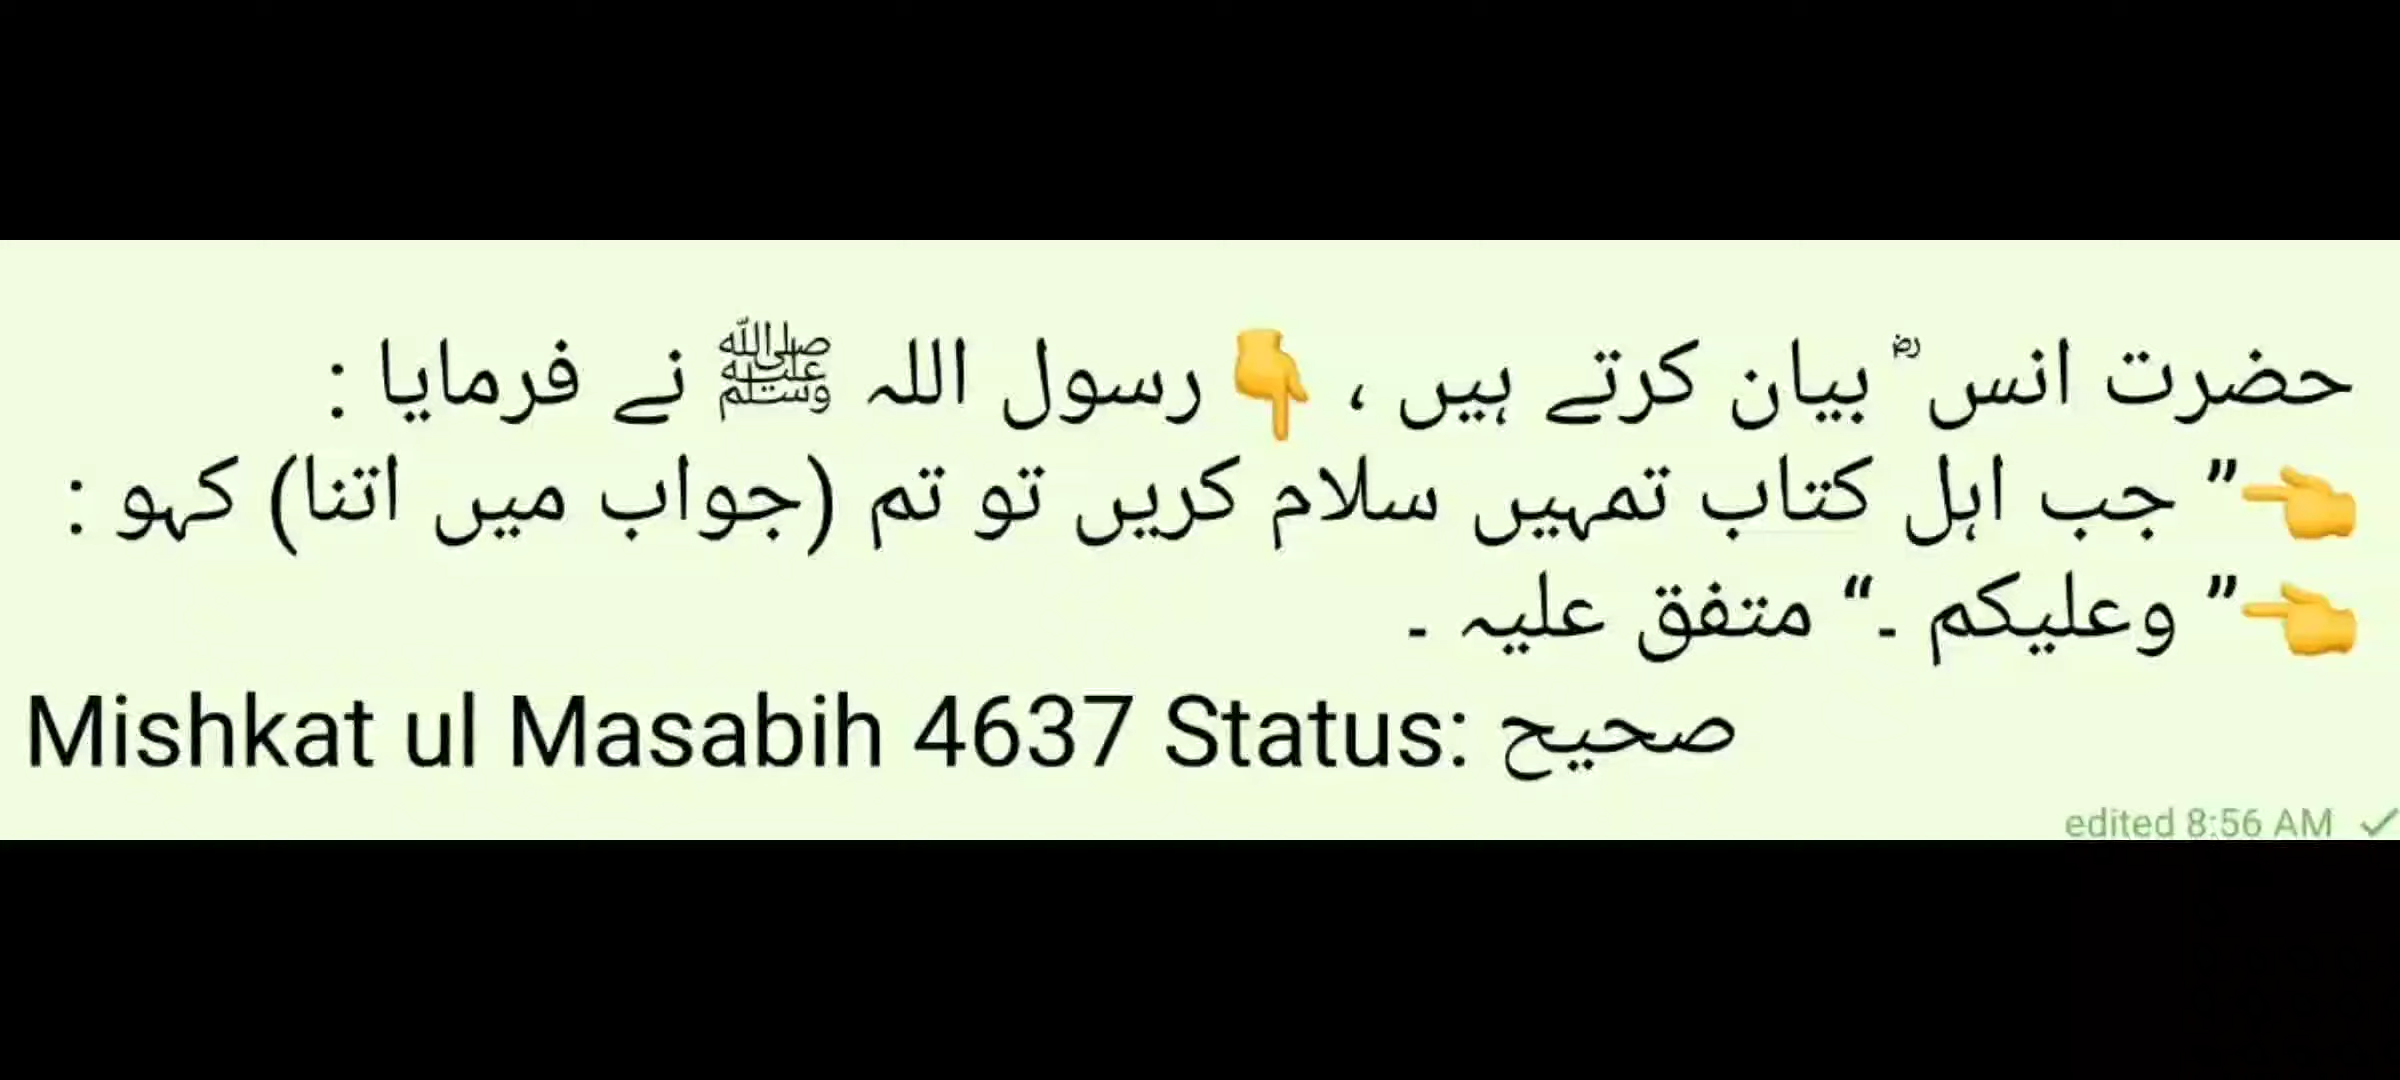 حضرت انس ؓ بیان کرتے ہیں ، 👇 رسول اللہ ﷺ نے فرمایا :
👈” جب اہل کتاب تمہیں سلام کریں تو تم (جواب میں اتنا) کہو :
👈” وعلیکم ۔“ متفق علیہ ۔
Mishkat ul Masabih 4637 Status: صحیح
edited 8:56 AM ✓